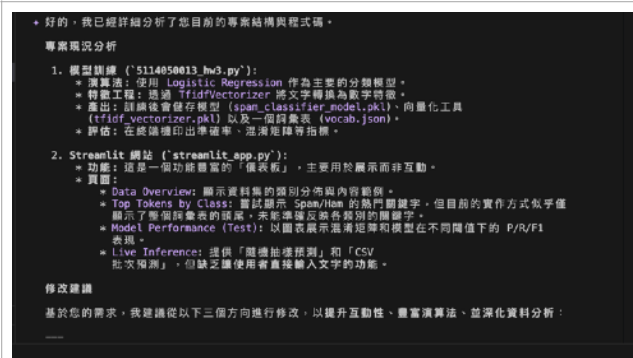 ✦ 好的，我已經詳細分析了您目前的專案結構與程式碼。
專案現況分析
1. 模型訓練 (`5114050013_hw3.py`):
* 演算法: 使用 Logistic Regression 作為主要的分類模型。
* 特徵工程: 透過 TfidfVectorizer 將文字轉換為數字特徵。
* 產出: 訓練後會儲存模型 (spam_classifier_model.pkl)、向量化工具
(tfidf_vectorizer.pkl) 以及一個詞彙表 (vocab.json)。
* 評估: 在終端機印出準確率、混淆矩陣等指標。
2. Streamlit 網站 (`streamlit_app.py`):
* 功能: 這是一個功能豐富的「儀表板」，主要用於展示而非互動。
* 頁面:
* Data Overview: 顯示資料集的類別分佈與內容範例。
* Top Tokens by Class: 嘗試顯示 Spam/Ham 的熱門關鍵字，但目前的實作方式似乎僅
顯示了整個詞彙表的頭尾，未能準確反映各類別的關鍵字。
* Model Performance (Test): 以圖表展示混淆矩陣和模型在不同閾值下的 P/R/F1
表現。
* Live Inference: 提供「隨機抽樣預測」和「CSV
批次預測」，但缺乏讓使用者直接輸入文字的功能。
修改建議
基於您的需求，我建議從以下三個方向進行修改，以提升互動性、豐富演算法、並深化資料分析：
---